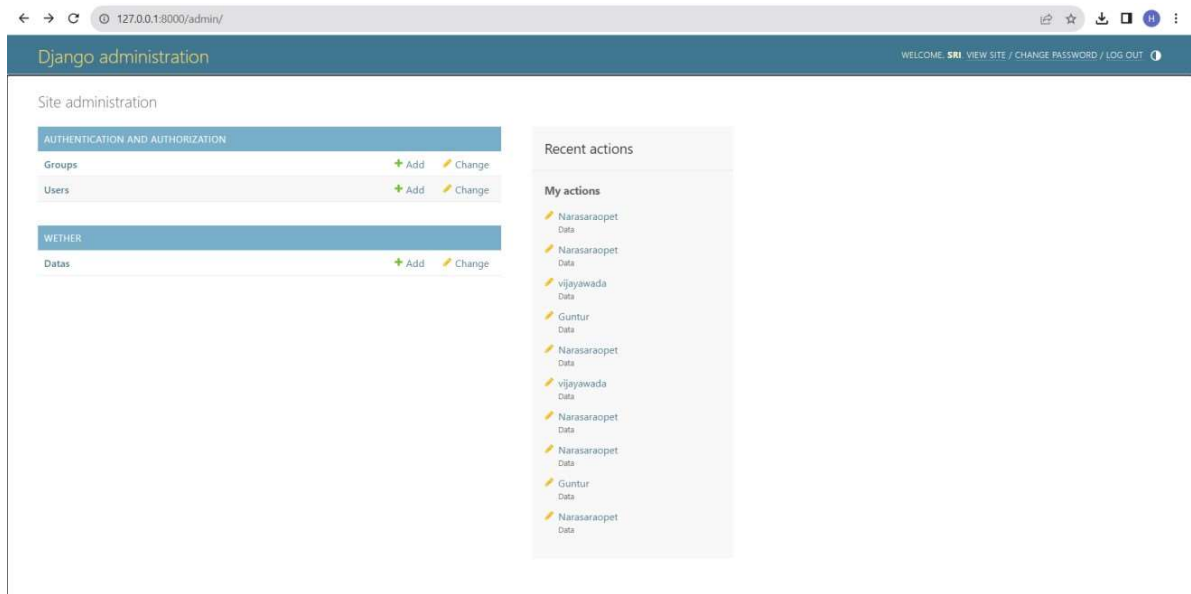 127.0.0.1:8000/admin/
H
Django administration
WELCOME, SRI. VIEW SITE / CHANGE PASSWORD / LOG OUT
Site administration
AUTHENTICATION AND AUTHORIZATION
Groups Add Change
Users Add Change
WETHER
Datas Add Change
Recent actions
My actions
Narasaraopet
Data
Narasaraopet
Data
vijayawada
Data
Guntur
Data
Narasaraopet
Data
vijayawada
Data
Narasaraopet
Data
Narasaraopet
Data
Guntur
Data
Narasaraopet
Data